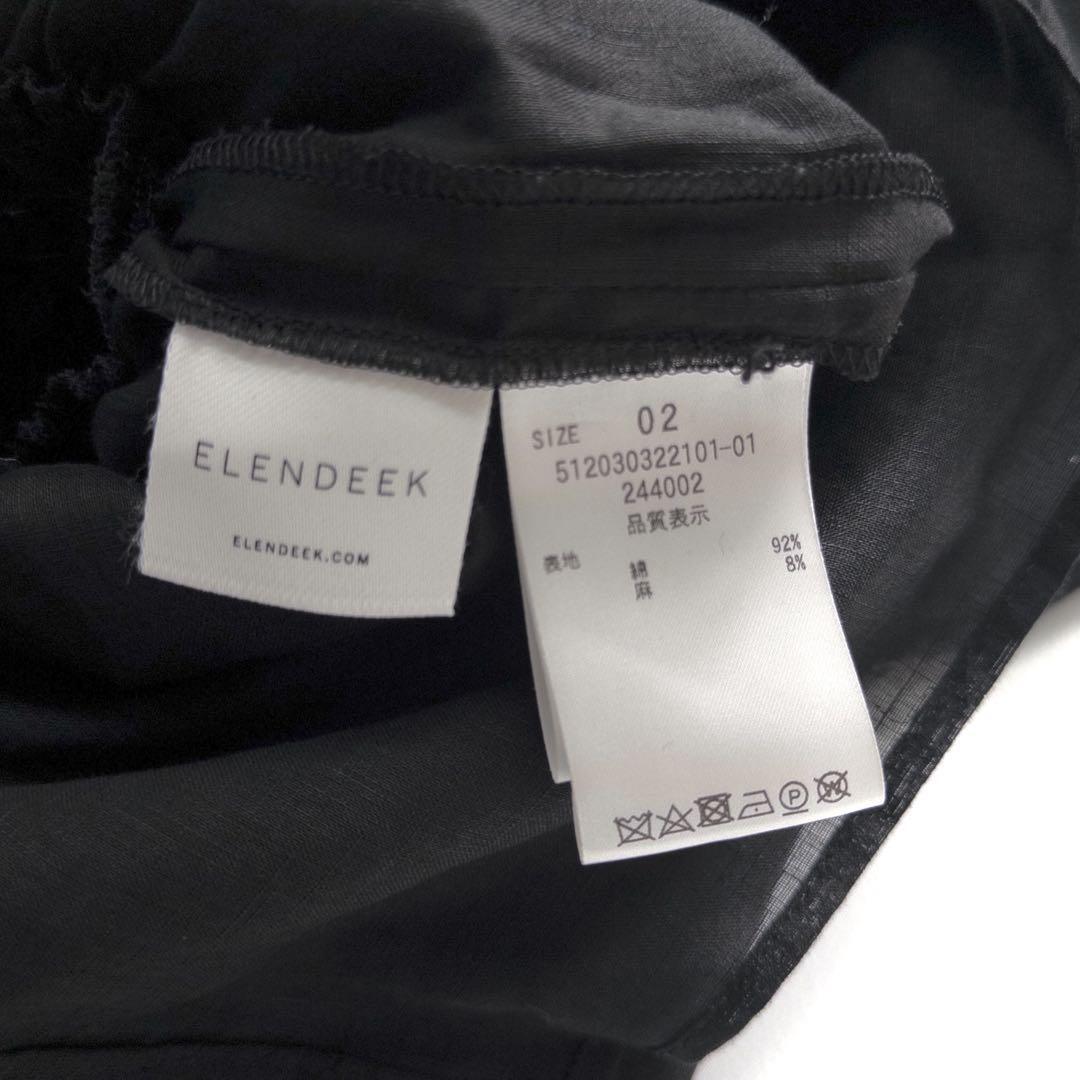 ELENDEEK
ELENDEEK.COM
SIZE 02
512030322101-01
244002
品質表示
表地 綿 92%
麻 8%
P W